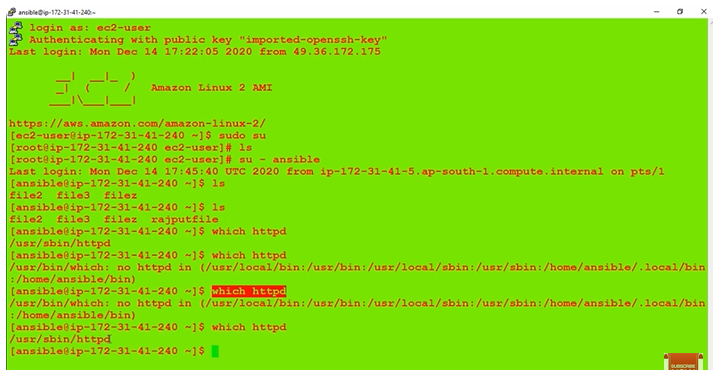 ansible@ip-172-31-41-240:~
login as: ec2-user
Authenticating with public key "imported-openssh-key"
Last login: Mon Dec 14 17:22:05 2020 from 49.36.172.175
__|  __|_  )
_|  (     /   Amazon Linux 2 AMI
___|\___|___|
https://aws.amazon.com/amazon-linux-2/
[ec2-user@ip-172-31-41-240 ~]$ sudo su
[root@ip-172-31-41-240 ec2-user]# ls
[root@ip-172-31-41-240 ec2-user]# su - ansible
Last login: Mon Dec 14 17:45:40 UTC 2020 from ip-172-31-41-5.ap-south-1.compute.internal on pts/1
[ansible@ip-172-31-41-240 ~]$ ls
file2  file3  filez
[ansible@ip-172-31-41-240 ~]$ ls
file2  file3  filez  rajputfile
[ansible@ip-172-31-41-240 ~]$ which httpd
/usr/sbin/httpd
[ansible@ip-172-31-41-240 ~]$ which httpd
/usr/bin/which: no httpd in (/usr/local/bin:/usr/bin:/usr/local/sbin:/usr/sbin:/home/ansible/.local/bin
:/home/ansible/bin)
[ansible@ip-172-31-41-240 ~]$ which httpd
/usr/bin/which: no httpd in (/usr/local/bin:/usr/bin:/usr/local/sbin:/usr/sbin:/home/ansible/.local/bin
:/home/ansible/bin)
[ansible@ip-172-31-41-240 ~]$ which httpd
/usr/sbin/httpd
[ansible@ip-172-31-41-240 ~]$
SUBSCRIBE